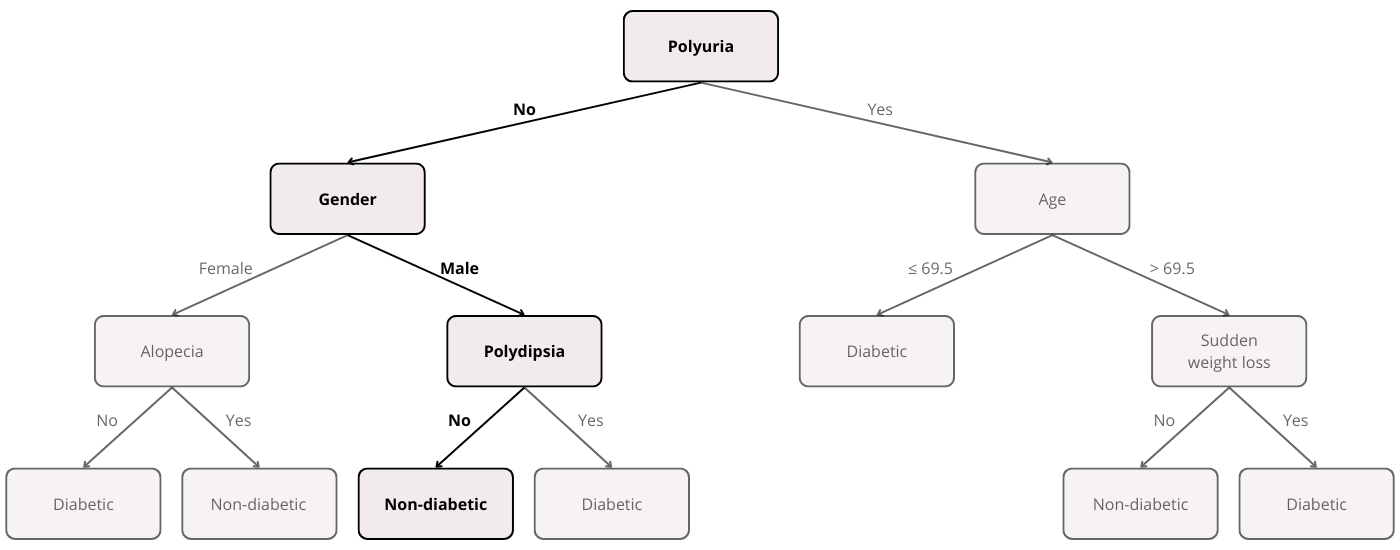 Polyuria
No
Yes
Gender
Age
Female
Male
≤ 69.5
> 69.5
Alopecia
Polydipsia
Diabetic
Sudden
weight loss
No
Yes
No
Yes
No
Yes
Diabetic
Non-diabetic
Non-diabetic
Diabetic
Non-diabetic
Diabetic